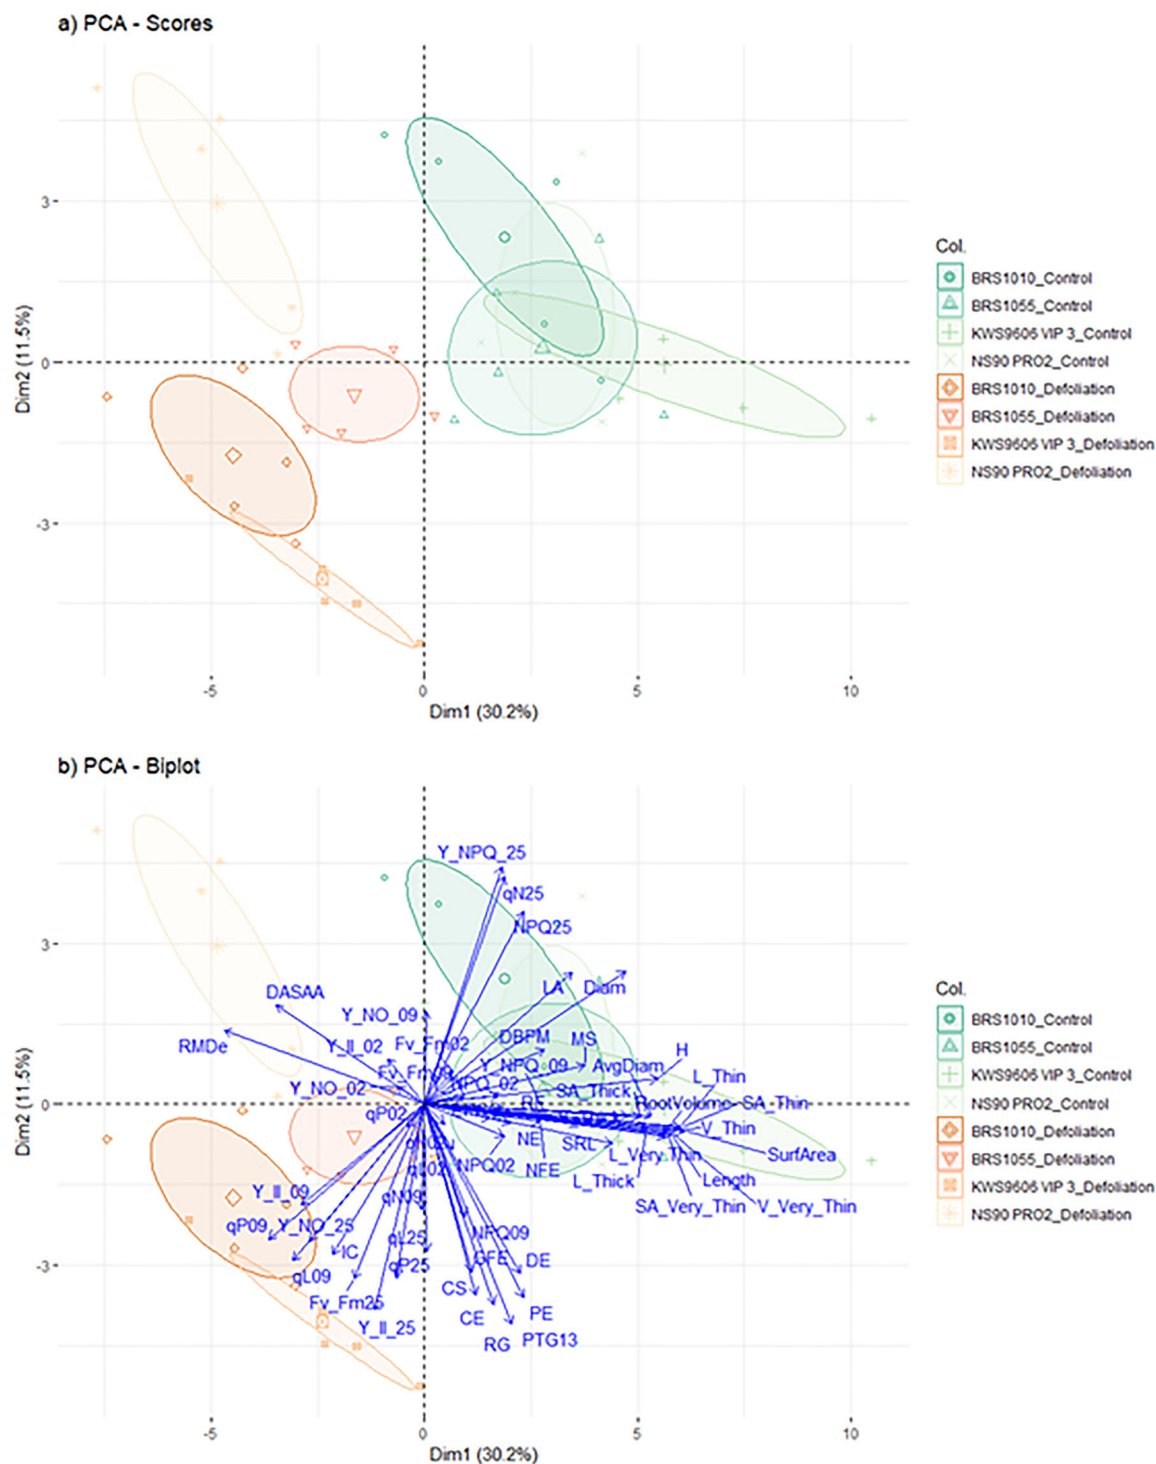 a) PCA - Scores
3
0
-3
Dim2 (11.5%)
-5
0
5
10
Dim1 (30.2%)
Col.
BRS1010_Control
BRS1055_Control
KWS9606 VIP 3_Control
NS90 PRO2_Control
BRS1010_Defoliation
BRS1055_Defoliation
KWS9606 VIP 3_Defoliation
NS90 PRO2_Defoliation
b) PCA - Biplot
Y_NPQ_25
qN25
NPQ25
3
LA
Diam
DASAA
Y_NO_09
RMDe
Y_II_02
Fv_Fm02
DBPM
MS
H
Y_NPQ_09
AvgDiam
L_Thin
Y_NO_02
NPQ_02
SA_Thick
0
RootVolume
SA_Thin
qP02
V_Thin
NE
SRL
L_Very_Thin
SurfArea
NPQ02
NFE
L_Thick
Length
Y_II_09
qN09
SA_Very_Thin
V_Very_Thin
qP09
Y_NO_25
qL25
NPQ09
IC
GFE
DE
-3
qL09
qP25
CS
Fv_Fm25
CE
PE
Y_II_25
RG
PTG13
Dim2 (11.5%)
-5
0
5
10
Dim1 (30.2%)
Col.
BRS1010_Control
BRS1055_Control
KWS9606 VIP 3_Control
NS90 PRO2_Control
BRS1010_Defoliation
BRS1055_Defoliation
KWS9606 VIP 3_Defoliation
NS90 PRO2_Defoliation